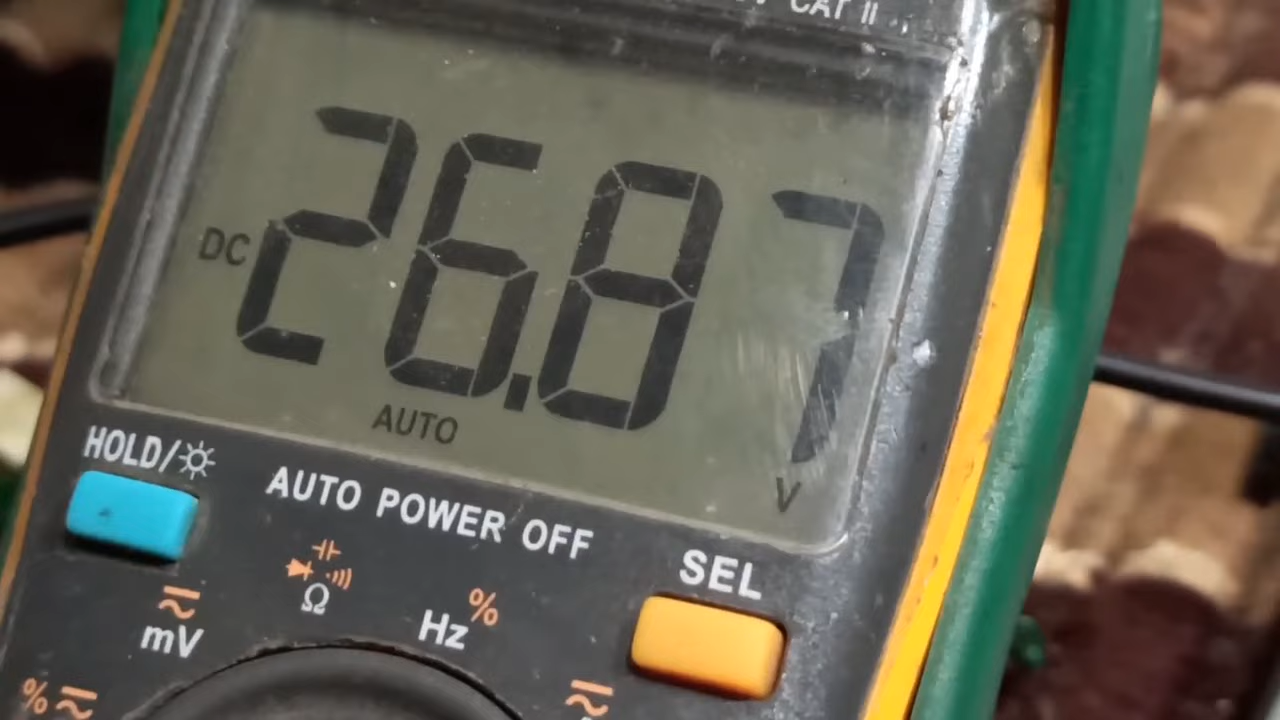 CAT II
DC 26.87
AUTO
V
HOLD/
AUTO POWER OFF
SEL
mV
Ω
Hz %
%